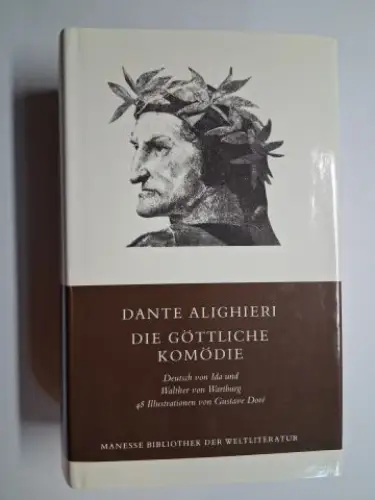 DANTE ALIGHIERI
DIE GÖTTLICHE
KOMÖDIE
Deutsch von Ida und
Walther von Wartburg
48 Illustrationen von Gustave Doré
MANESSE BIBLIOTHEK DER WELTLITERATUR